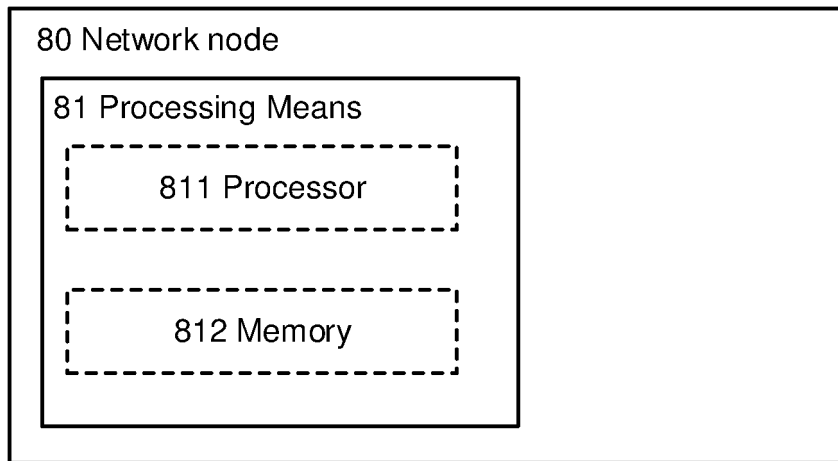 80 Network node
81 Processing Means
811 Processor
812 Memory